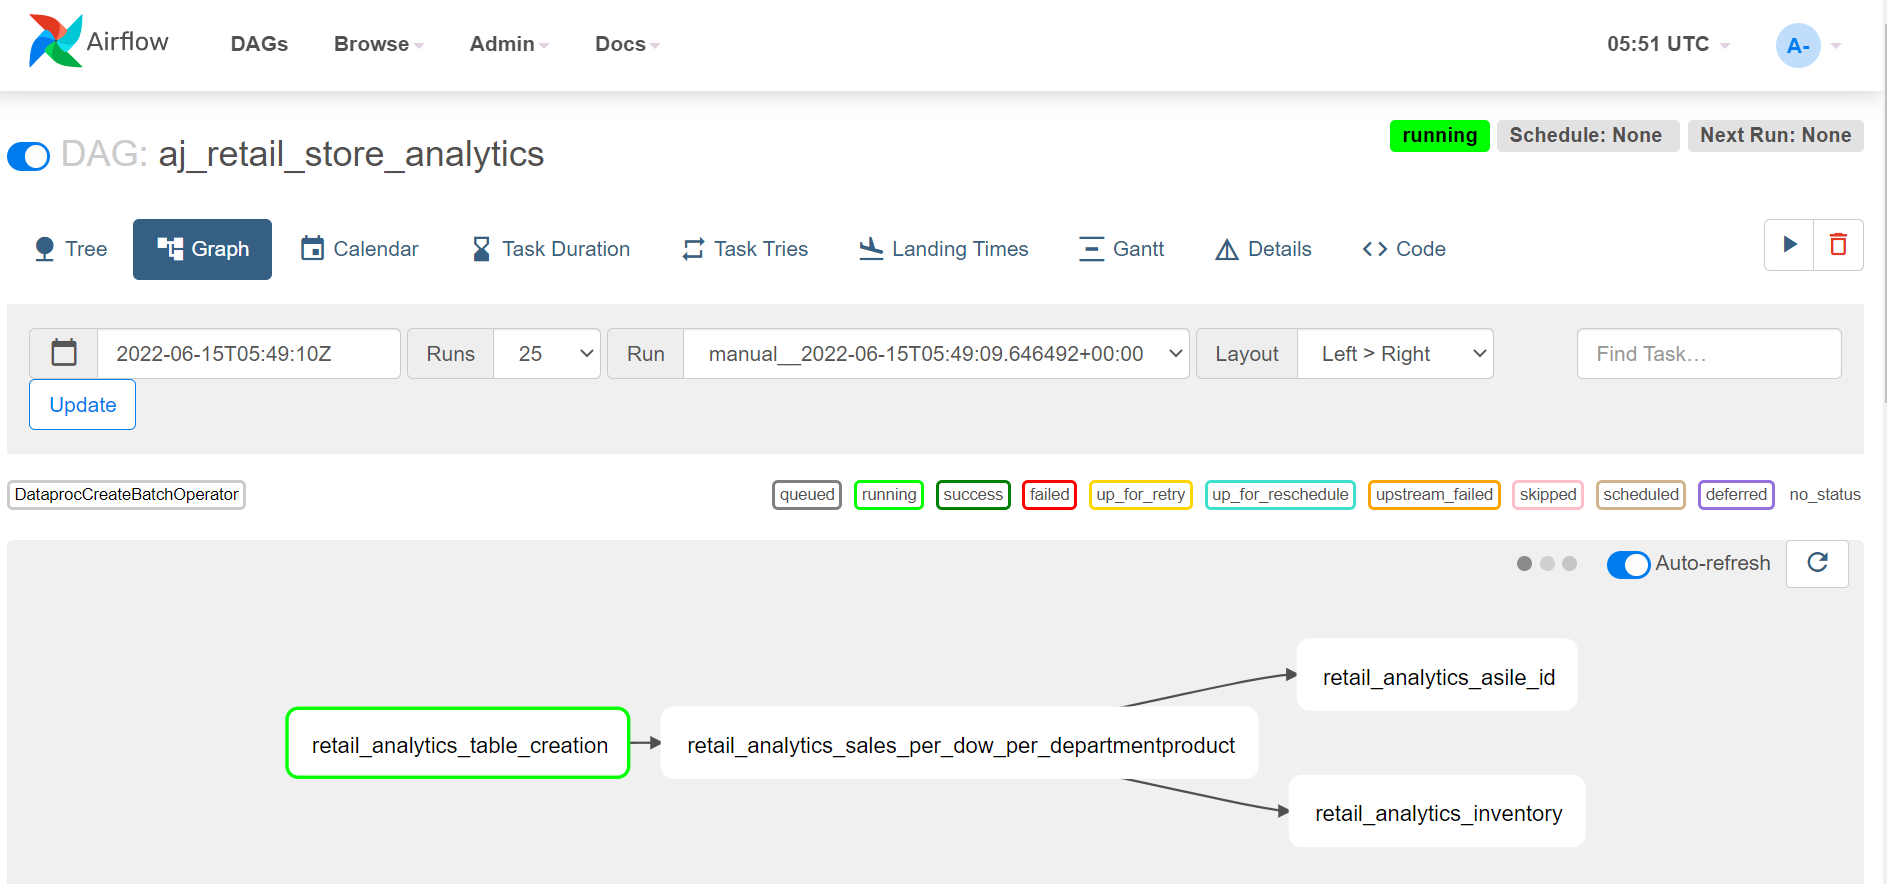 Airflow DAGs Browse Admin Docs 05:51 UTC A-
DAG: aj_retail_store_analytics running Schedule: None Next Run: None
Tree Graph Calendar Task Duration Task Tries Landing Times Gantt Details Code
2022-06-15T05:49:10Z Runs 25 Run manual__2022-06-15T05:49:09.646492+00:00 Layout Left > Right Find Task…
Update
DataprocCreateBatchOperator queued running success failed up_for_retry up_for_reschedule upstream_failed skipped scheduled deferred no_status
Auto-refresh
retail_analytics_asile_id
retail_analytics_table_creation retail_analytics_sales_per_dow_per_departmentproduct
retail_analytics_inventory